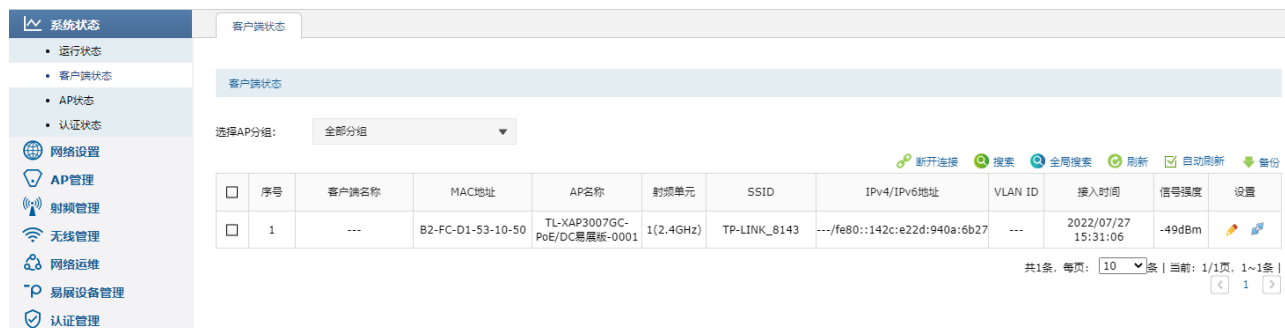 系统状态
运行状态
客户端状态
AP状态
认证状态
网络设置
AP管理
射频管理
无线管理
网络运维
易展设备管理
认证管理
客户端状态
客户端状态
选择AP分组: 全部分组
断开连接 搜索 全局搜索 刷新 自动刷新 备份
序号 客户端名称 MAC地址 AP名称 射频单元 SSID IPv4/IPv6地址 VLAN ID 接入时间 信号强度 设置
1 --- B2-FC-D1-53-10-50 TL-XAP3007GC-PoE/DC易展版-0001 1(2.4GHz) TP-LINK_8143 ---/fe80::142c:e22d:940a:6b27 --- 2022/07/27 15:31:06 -49dBm
共1条, 每页: 10 条 | 当前: 1/1页, 1~1条 |
< 1 >